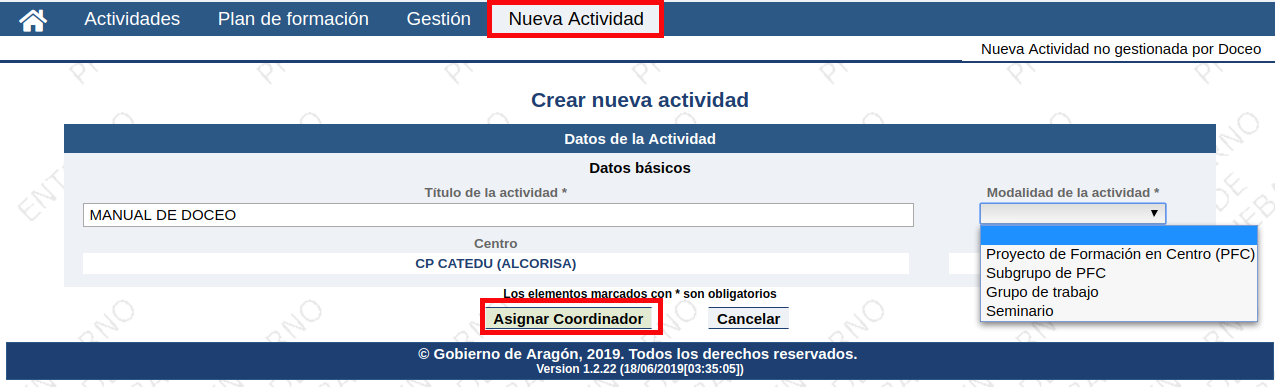 Actividades Plan de formación Gestión Nueva Actividad
Nueva Actividad no gestionada por Doceo
Crear nueva actividad
Datos de la Actividad
Datos básicos
Título de la actividad * Modalidad de la actividad *
MANUAL DE DOCEO
Centro
CP CATEDU (ALCORISA)
Proyecto de Formación en Centro (PFC)
Subgrupo de PFC
Grupo de trabajo
Seminario
Los elementos marcados con * son obligatorios
Asignar Coordinador Cancelar
© Gobierno de Aragón, 2019. Todos los derechos reservados.
Version 1.2.22 (18/06/2019[03:35:05])